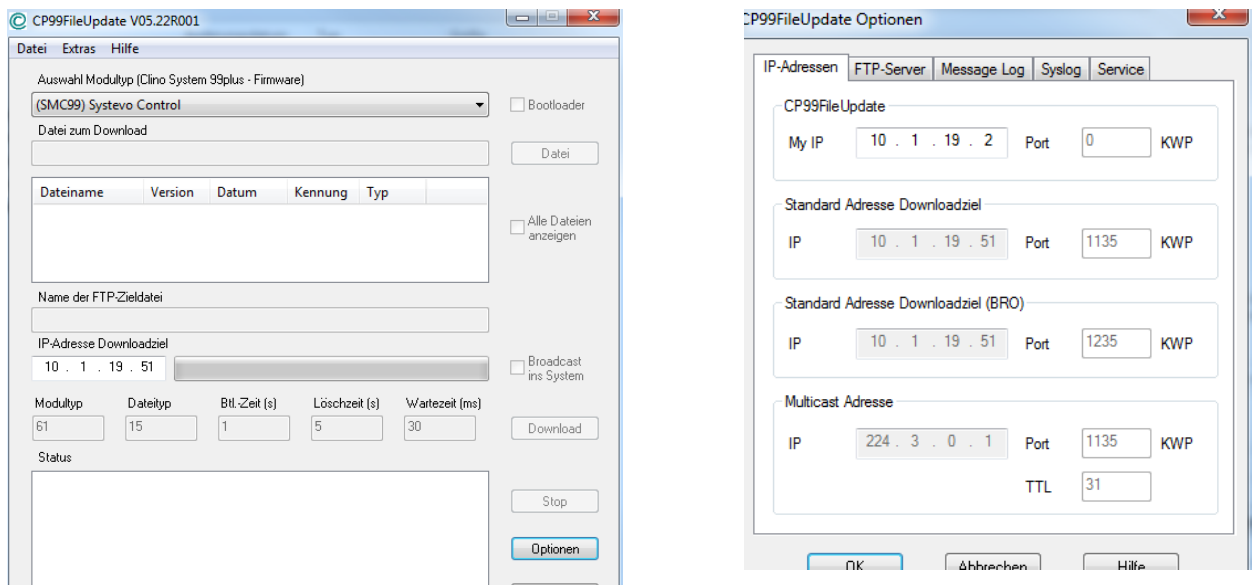 CP99FileUpdate V05.22R001
Datei Extras Hilfe
Auswahl Modultyp (Clino System 99plus - Firmware)
(SMC99) Systevo Control
Bootloader
Datei zum Download
Datei
Dateiname Version Datum Kennung Typ
Alle Dateien
anzeigen
Name der FTP-Zieldatei
IP-Adresse Downloadziel
10 . 1 . 19 . 51
Broadcast
ins System
Modultyp Dateityp Btl.-Zeit (s) Löschzeit (s) Wartezeit (ms)
61 15 1 5 30 Download
Status
Stop
Optionen
CP99FileUpdate Optionen
IP-Adressen FTP-Server Message Log Syslog Service
CP99FileUpdate
My IP 10 . 1 . 19 . 2 Port 0 KWP
Standard Adresse Downloadziel
IP 10 . 1 . 19 . 51 Port 1135 KWP
Standard Adresse Downloadziel (BRO)
IP 10 . 1 . 19 . 51 Port 1235 KWP
Multicast Adresse
IP 224 . 3 . 0 . 1 Port 1135 KWP
TTL 31
OK Abbrechen Hilfe